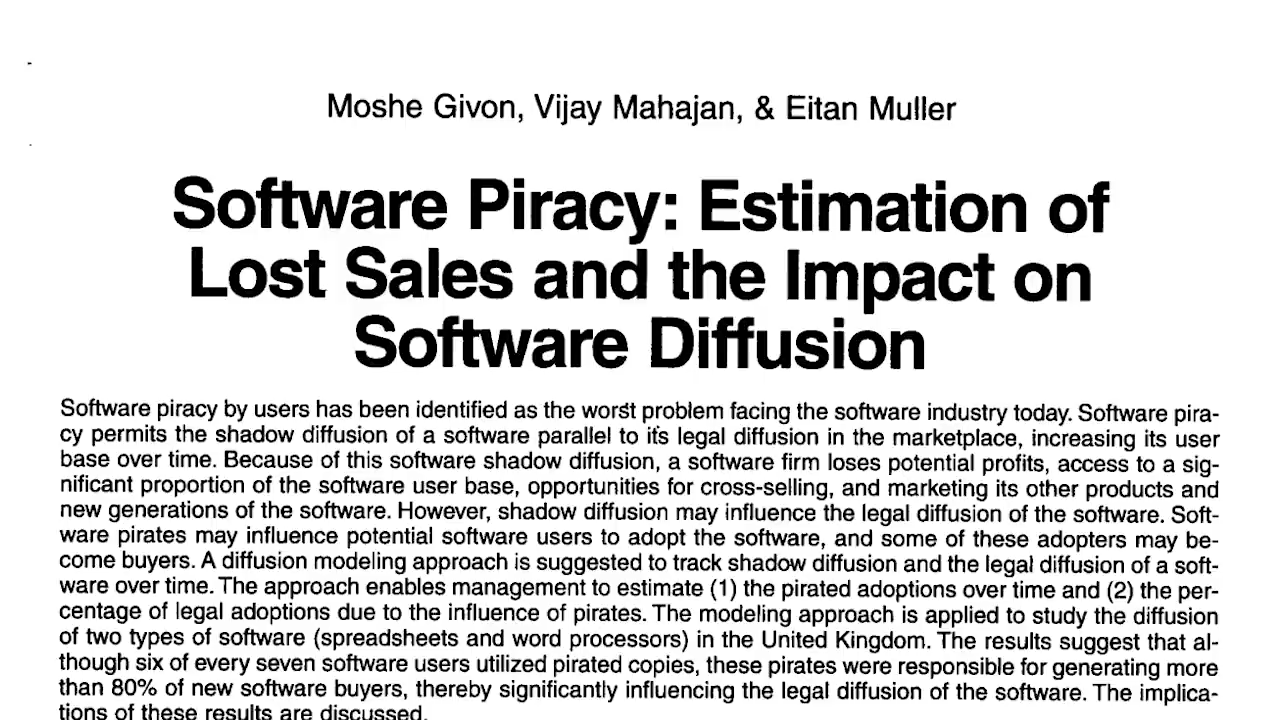 Moshe Givon, Vijay Mahajan, & Eitan Muller
Software Piracy: Estimation of
Lost Sales and the Impact on
Software Diffusion
Software piracy by users has been identified as the worst problem facing the software industry today. Software pira-
cy permits the shadow diffusion of a software parallel to its legal diffusion in the marketplace, increasing its user
base over time. Because of this software shadow diffusion, a software firm loses potential profits, access to a sig-
nificant proportion of the software user base, opportunities for cross-selling, and marketing its other products and
new generations of the software. However, shadow diffusion may influence the legal diffusion of the software. Soft-
ware pirates may influence potential software users to adopt the software, and some of these adopters may be-
come buyers. A diffusion modeling approach is suggested to track shadow diffusion and the legal diffusion of a soft-
ware over time. The approach enables management to estimate (1) the pirated adoptions over time and (2) the per-
centage of legal adoptions due to the influence of pirates. The modeling approach is applied to study the diffusion
of two types of software (spreadsheets and word processors) in the United Kingdom. The results suggest that al-
though six of every seven software users utilized pirated copies, these pirates were responsible for generating more
than 80% of new software buyers, thereby significantly influencing the legal diffusion of the software. The implica-
tions of these results are discussed.